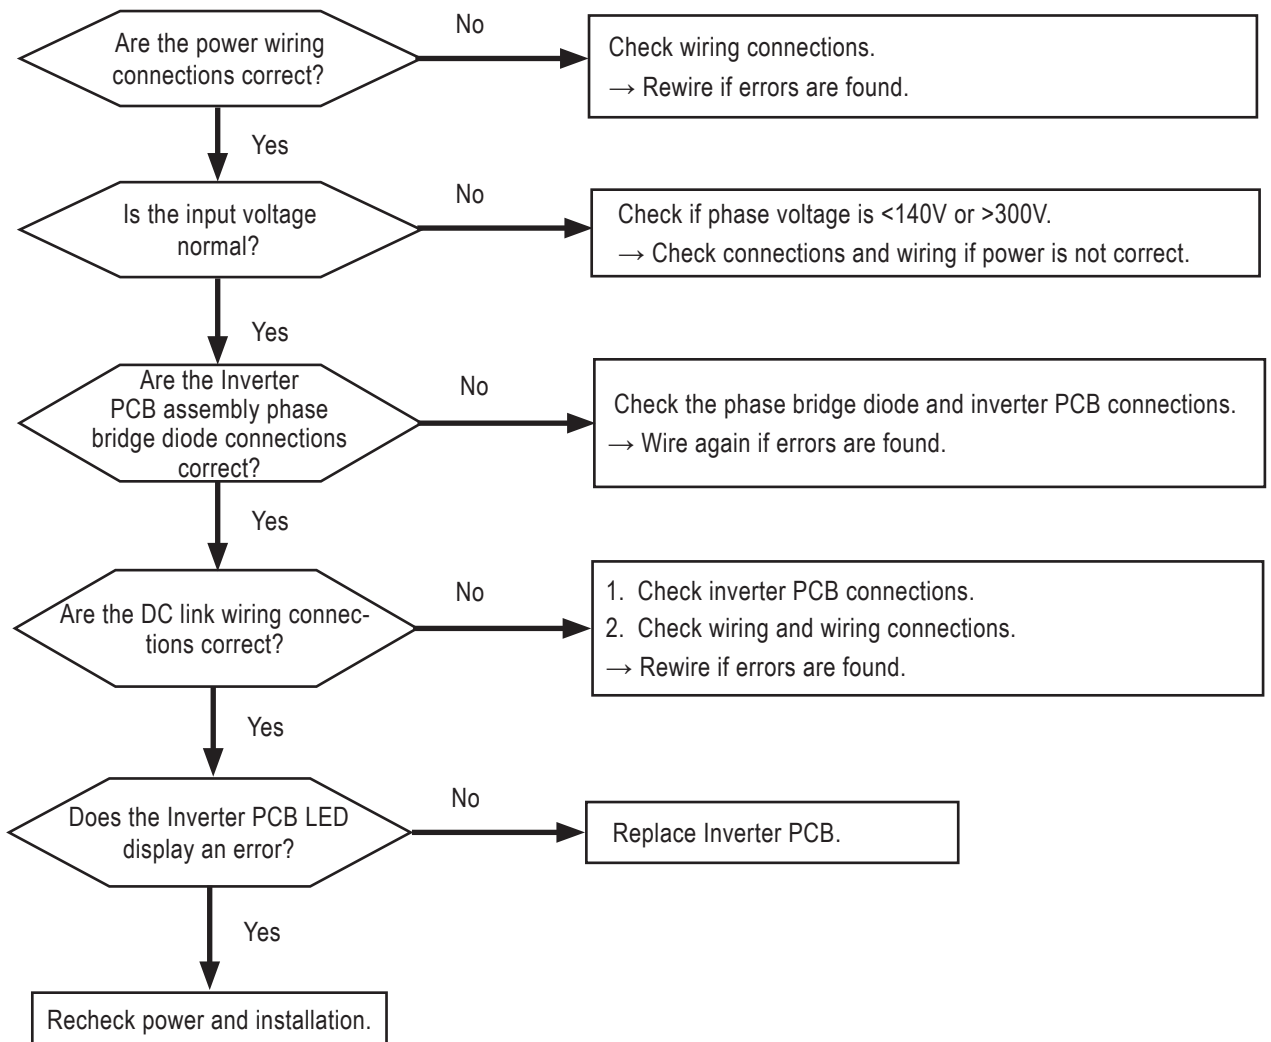 Are the power wiring
connections correct?
No
Check wiring connections.
→ Rewire if errors are found.
Yes
Is the input voltage
normal?
No
Check if phase voltage is <140V or >300V.
→ Check connections and wiring if power is not correct.
Yes
Are the Inverter
PCB assembly phase
bridge diode connections
correct?
No
Check the phase bridge diode and inverter PCB connections.
→ Wire again if errors are found.
Yes
Are the DC link wiring connec-
tions correct?
No
1. Check inverter PCB connections.
2. Check wiring and wiring connections.
→ Rewire if errors are found.
Yes
Does the Inverter PCB LED
display an error?
No
Replace Inverter PCB.
Yes
Recheck power and installation.